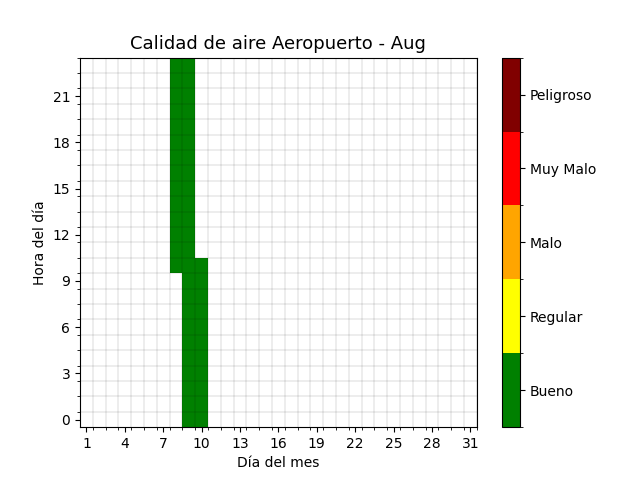 Calidad de aire Aeropuerto - Aug
Hora del día
21
18
15
12
9
6
3
0
1 4 7 10 13 16 19 22 25 28 31
Día del mes
Peligroso
Muy Malo
Malo
Regular
Bueno